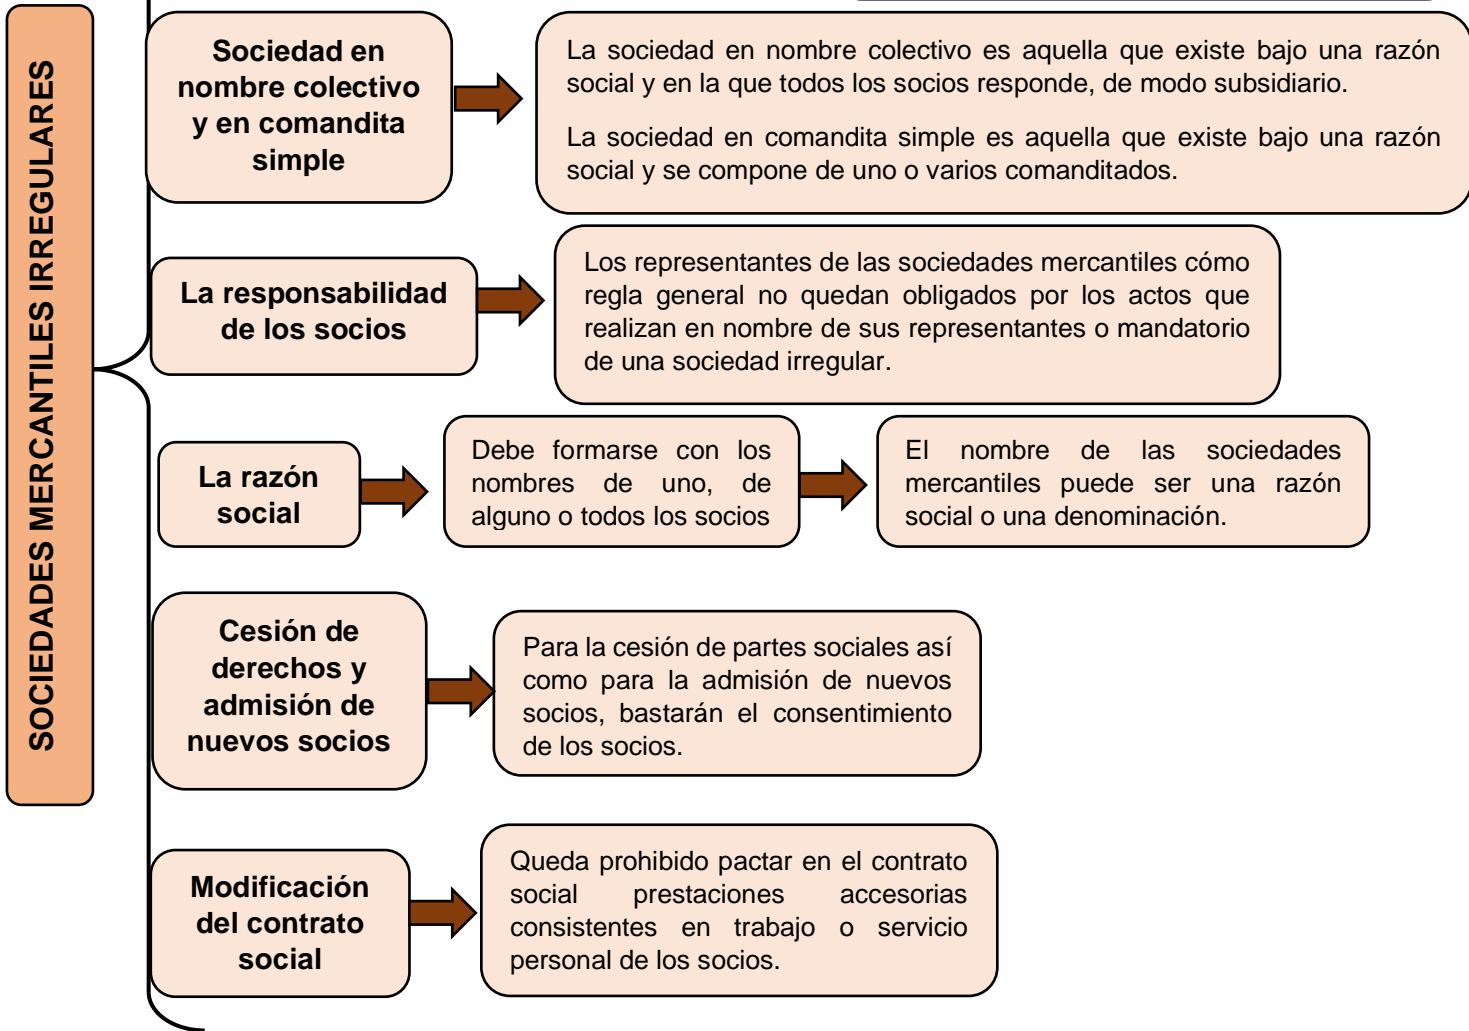 SOCIEDADES MERCANTILES IRREGULARES
Sociedad en
nombre colectivo
y en comandita
simple
La sociedad en nombre colectivo es aquella que existe bajo una razón
social y en la que todos los socios responde, de modo subsidiario.
La sociedad en comandita simple es aquella que existe bajo una razón
social y se compone de uno o varios comanditados.
La responsabilidad
de los socios
Los representantes de las sociedades mercantiles cómo
regla general no quedan obligados por los actos que
realizan en nombre de sus representantes o mandatorio
de una sociedad irregular.
La razón
social
Debe formarse con los
nombres de uno, de
alguno o todos los socios
El nombre de las sociedades
mercantiles puede ser una razón
social o una denominación.
Cesión de
derechos y
admisión de
nuevos socios
Para la cesión de partes sociales así
como para la admisión de nuevos
socios, bastarán el consentimiento
de los socios.
Modificación
del contrato
social
Queda prohibido pactar en el contrato
social prestaciones accesorias
consistentes en trabajo o servicio
personal de los socios.